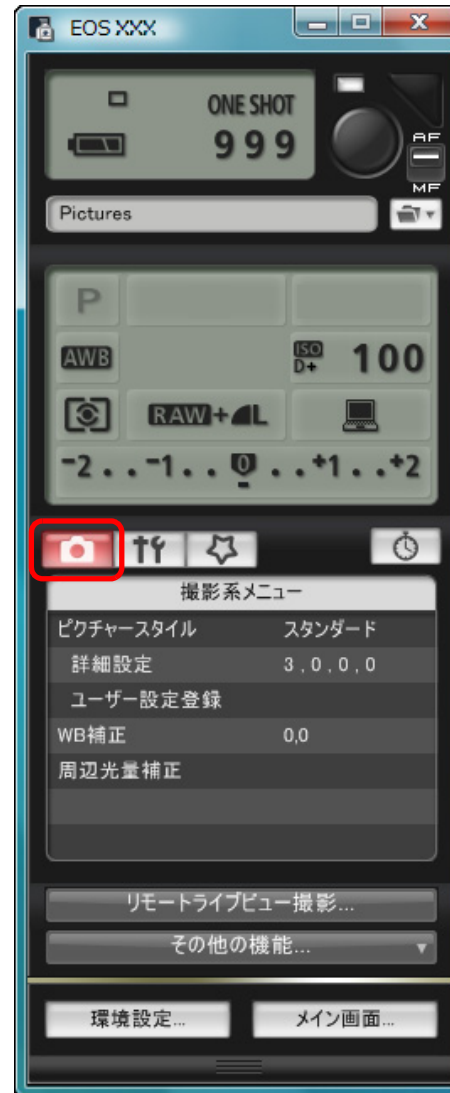 EOS XXX
ONE SHOT
999
AF
MF
Pictures
P
AWB
ISO
D+
100
RAW+L
-2..-1..0..+1..+2
撮影系メニュー
ピクチャースタイル スタンダード
詳細設定 3,0,0,0
ユーザー設定登録
WB補正 0,0
周辺光量補正
リモートライブビュー撮影...
その他の機能...
環境設定... メイン画面...